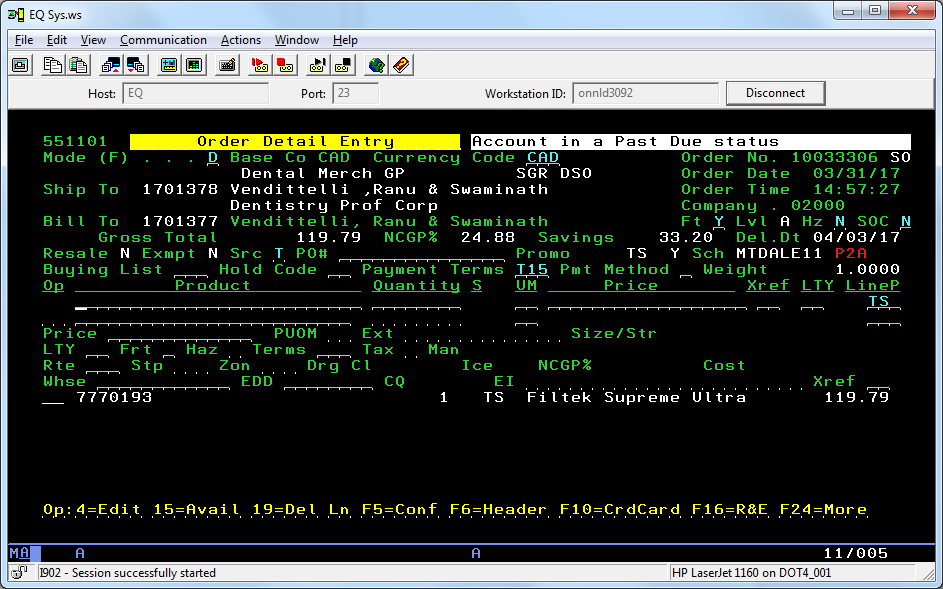 EQ Sys.ws
File Edit View Communication Actions Window Help
Host: EQ Port: 23 Workstation ID: onnld3092 Disconnect
551101 Order Detail Entry Account in a Past Due status
Mode (F) . . . D Base Co CAD Currency Code CAD Order No. 10033306 SO
Dental Merch GP SGR DSO Order Date 03/31/17
Ship To 1701378 Vendittelli ,Ranu & Swaminath Order Time 14:57:27
Dentistry Prof Corp Company . 02000
Bill To 1701377 Vendittelli, Ranu & Swaminath Ft Y Lvl A Hz N SOC N
Gross Total 119.79 NCGP% 24.88 Savings 33.20 Del.Dt 04/03/17
Resale N Exmpt N Src T PO# Promo TS Y Sch MTDALE11 P2A
Buying List Hold Code Payment Terms T15 Pmt Method Weight 1.0000
Op Product Quantity S UM Price Xref LTY LineP
TS
Price PUOM Ext Size/Str
LTY Frt Haz Terms Tax Man
Rte Stp Zon Drg Cl Ice NCGP% Cost
Whse EDD CQ EI Xref
7770193 1 TS Filtek Supreme Ultra 119.79
Op:4=Edit 15=Avail 19=Del Ln F5=Conf F6=Header F10=CrdCard F16=R&E F24=More
MA A A 11/005
I902 - Session successfully started HP LaserJet 1160 on DOT4_001